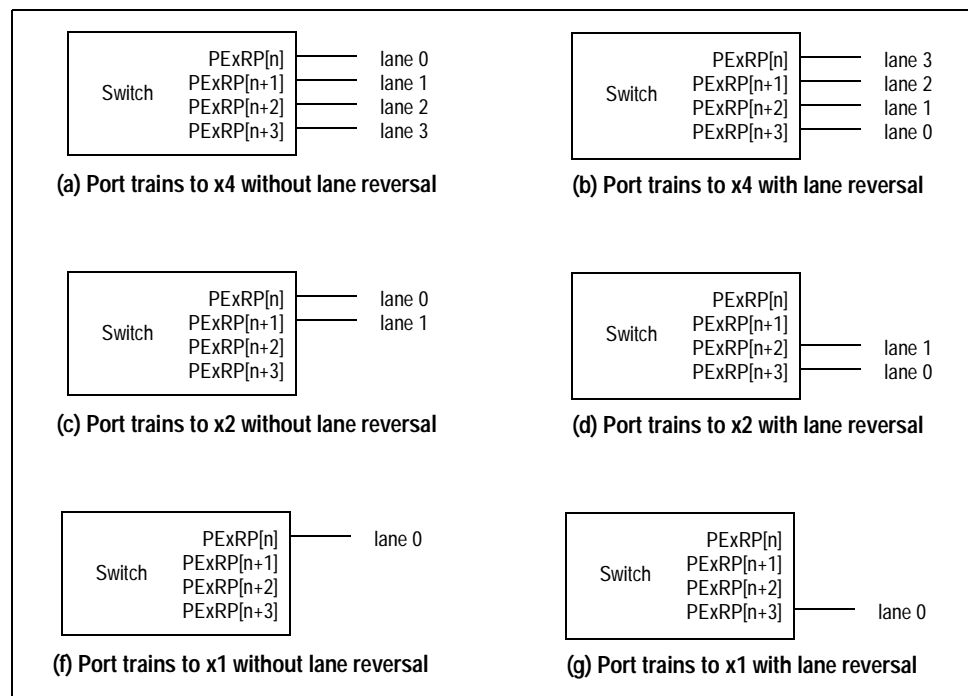 PExRP[n] lane 0
PExRP[n+1] lane 1
Switch
PExRP[n+2] lane 2
PExRP[n+3] lane 3
(a) Port trains to x4 without lane reversal
PExRP[n] lane 3
PExRP[n+1] lane 2
Switch
PExRP[n+2] lane 1
PExRP[n+3] lane 0
(b) Port trains to x4 with lane reversal
PExRP[n] lane 0
PExRP[n+1] lane 1
Switch
PExRP[n+2]
PExRP[n+3]
(c) Port trains to x2 without lane reversal
PExRP[n]
PExRP[n+1]
Switch
PExRP[n+2] lane 1
PExRP[n+3] lane 0
(d) Port trains to x2 with lane reversal
PExRP[n] lane 0
PExRP[n+1]
Switch
PExRP[n+2]
PExRP[n+3]
(f) Port trains to x1 without lane reversal
PExRP[n]
PExRP[n+1]
Switch
PExRP[n+2]
PExRP[n+3] lane 0
(g) Port trains to x1 with lane reversal